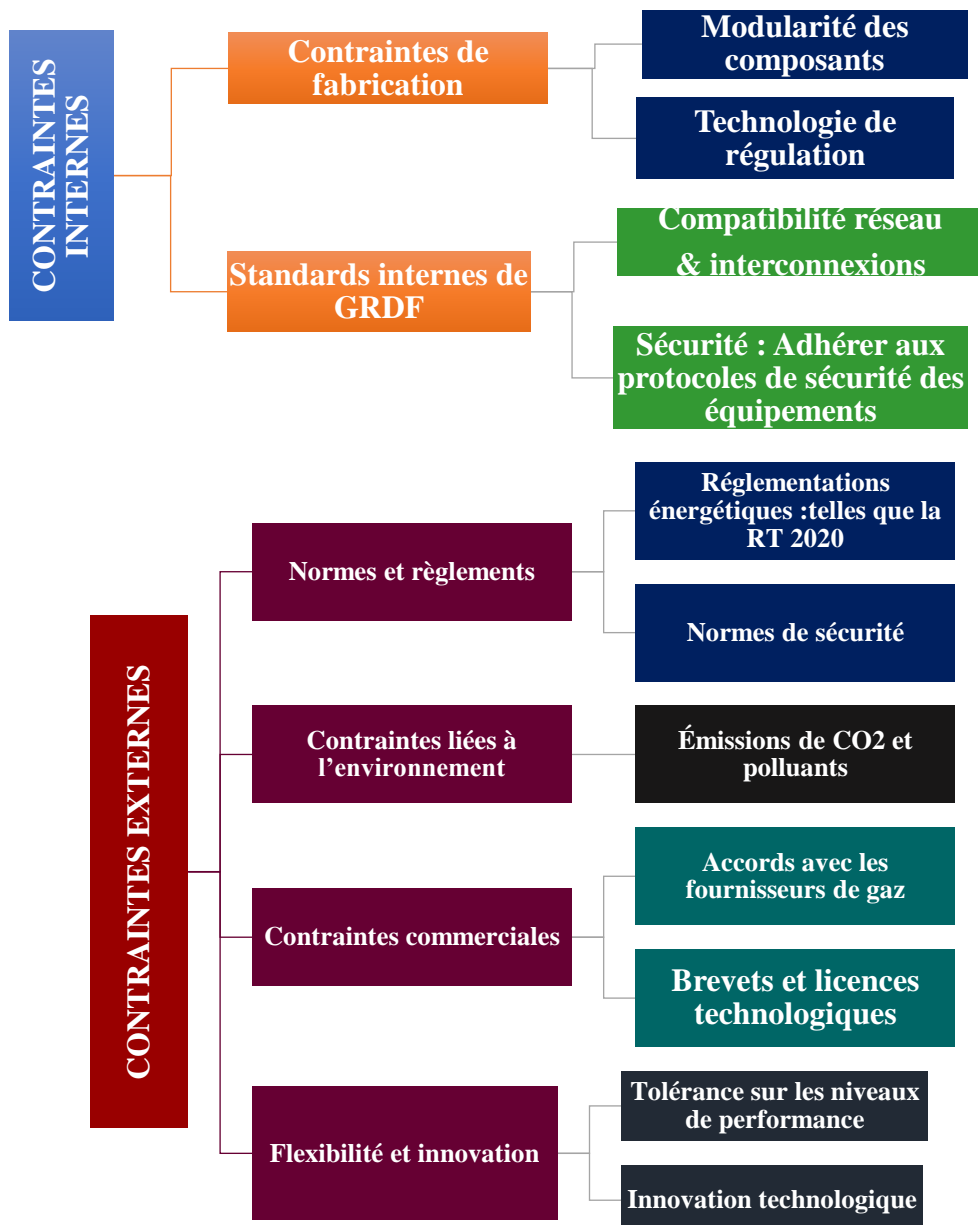 CONTRAINTES
INTERNES
Contraintes de
fabrication
Modularité des
composants
Technologie de
régulation
Standards internes de
GRDF
Compatibilité réseau
& interconnexions
Sécurité : Adhérer aux
protocoles de sécurité des
équipements
CONTRAINTES EXTERNES
Normes et règlements
Réglementations
énergétiques :telles que la
RT 2020
Normes de sécurité
Contraintes liées à
l’environnement
Émissions de CO2 et
polluants
Contraintes commerciales
Accords avec les
fournisseurs de gaz
Brevets et licences
technologiques
Flexibilité et innovation
Tolérance sur les niveaux
de performance
Innovation technologique